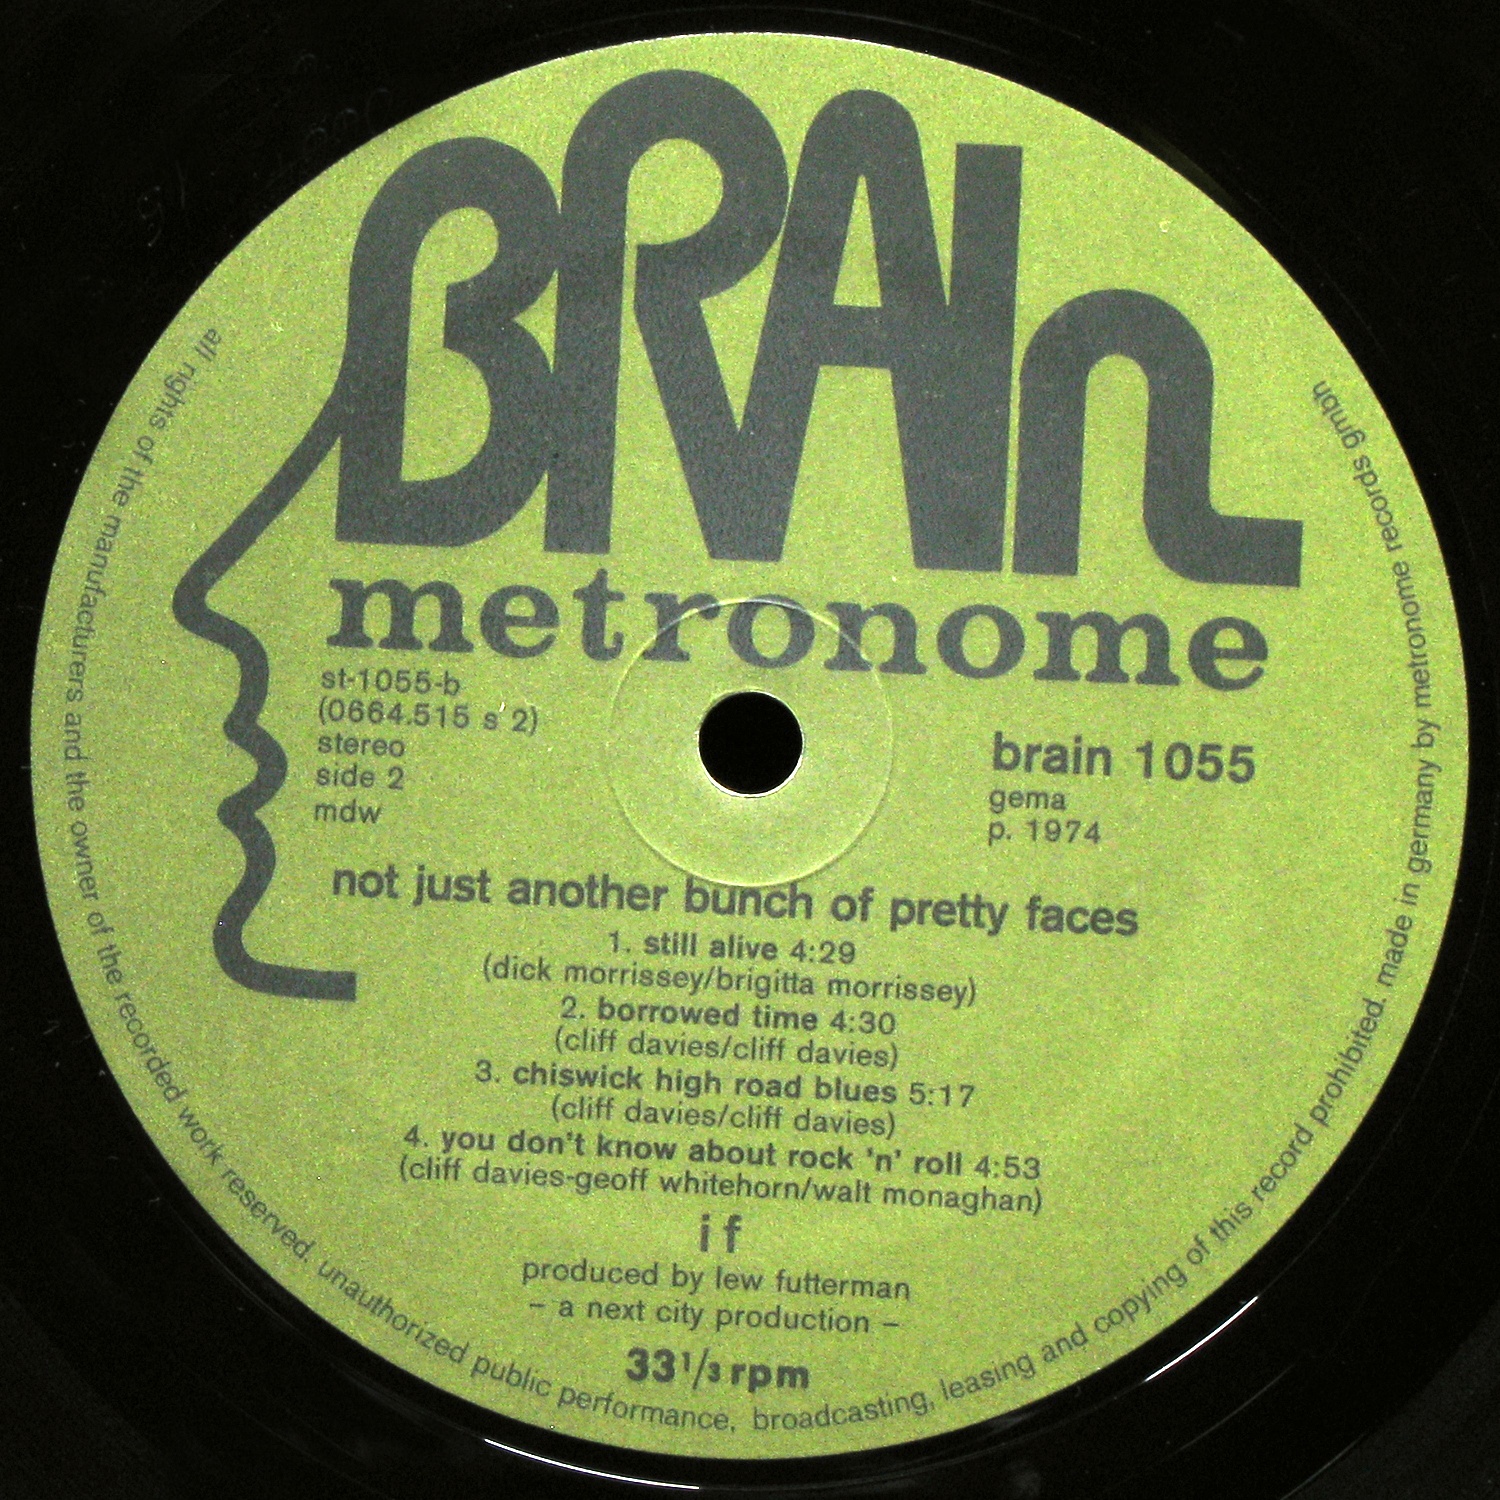 BRAIn
metronome
st-1055-b
(0664.515 s 2)
stereo
side 2
mdw
brain 1055
gema
p. 1974
not just another bunch of pretty faces
1. still alive 4:29
(dick morrissey/brigitta morrissey)
2. borrowed time 4:30
(cliff davies/cliff davies)
3. chiswick high road blues 5:17
(cliff davies/cliff davies)
4. you don't know about rock 'n' roll 4:53
(cliff davies-geoff whitehorn/walt monaghan)
if
produced by lew futterman
– a next city production –
33 1/3 rpm
all rights of the manufacturers and the owner of the recorded work reserved. unauthorized public performance, broadcasting, leasing and copying of this record prohibited. made in germany by metronome records gmbh